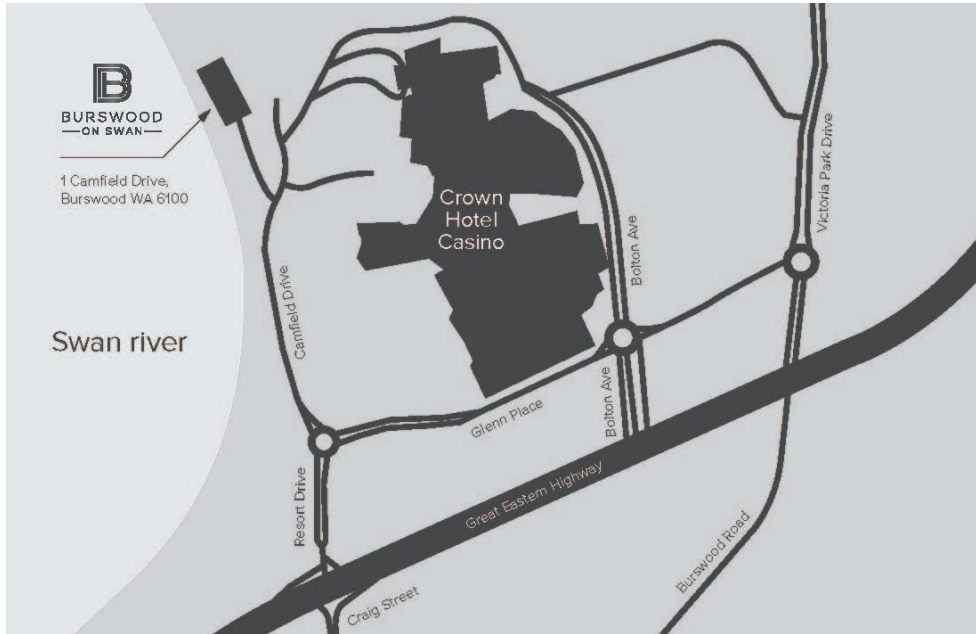 BURSWOOD
ON SWAN
1 Camfield Drive,
Burswood WA 6100
Swan river
Crown
Hotel
Casino
Camfield Drive
Bolton Ave
Victoria Park Drive
Glenn Place
Bolton Ave
Resort Drive
Great Eastern Highway
Craig Street
Burswood Road